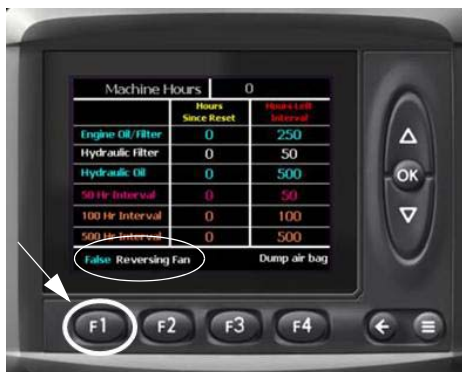 Machine Hours 0
Hours Since Reset Hours Left Interval
Engine Oil/Filter 0 250
Hydraulic Filter 0 50
Hydraulic Oil 0 500
50 Hr Interval 0 50
100 Hr Interval 0 100
500 Hr Interval 0 500
False Reversing Fan Dump air bag
OK
F1 F2 F3 F4